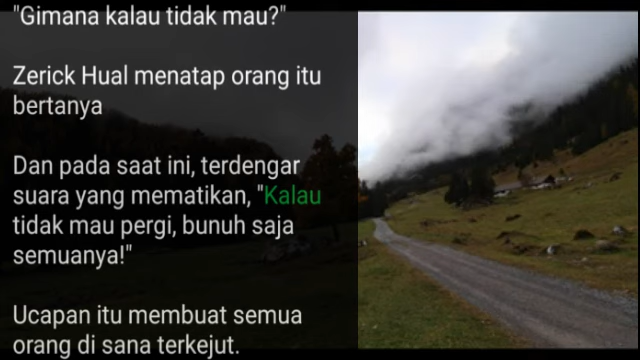 "Gimana kalau tidak mau?"
Zerick Hual menatap orang itu
bertanya
Dan pada saat ini, terdengar
suara yang mematikan, "Kalau
tidak mau pergi, bunuh saja
semuanya!"
Ucapan itu membuat semua
orang di sana terkejut.